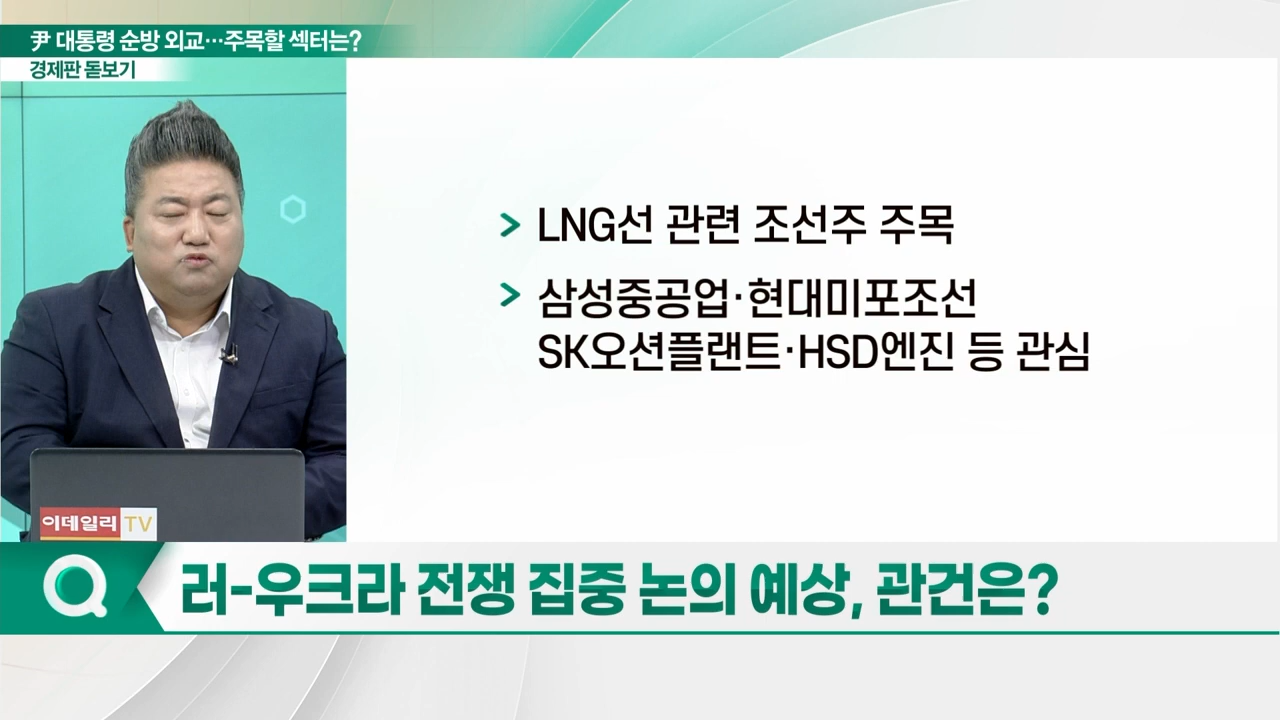 尹 대통령 순방 외교…주목할 섹터는?
경제판 돋보기
> LNG선 관련 조선주 주목
> 삼성중공업·현대미포조선
SK오션플랜트·HSD엔진 등 관심
이데일리 TV
러-우크라 전쟁 집중 논의 예상, 관건은?